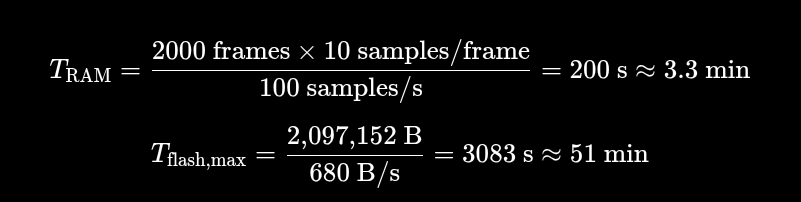 T_RAM = 2000 frames × 10 samples/frame / 100 samples/s = 200 s ≈ 3.3 min
T_flash,max = 2,097,152 B / 680 B/s = 3083 s ≈ 51 min